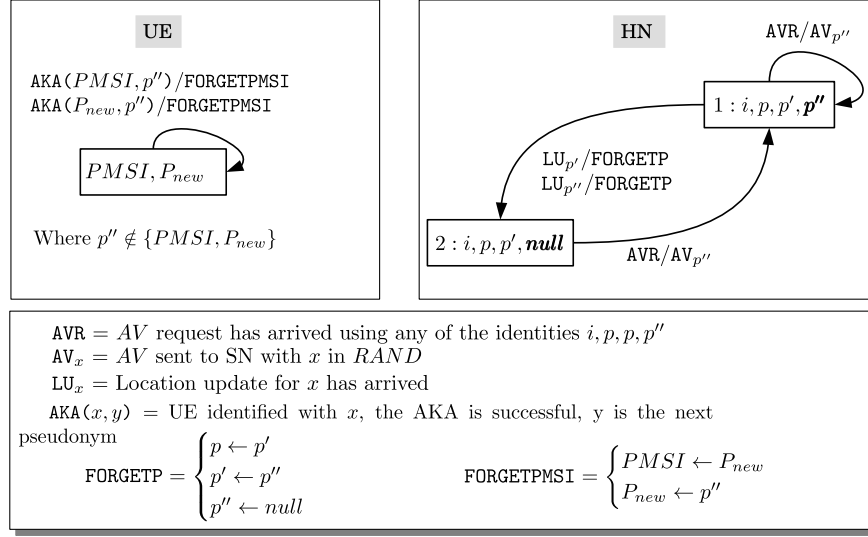 UE
AKA(PMSI, p″)/FORGETPMSI
AKA(P_new, p″)/FORGETPMSI
PMSI, P_new
Where p″ ∉ {PMSI, P_new}
HN
AVR/AV_p″
1 : i, p, p′, p″
LU_p′/FORGETP
LU_p″/FORGETP
2 : i, p, p′, null
AVR/AV_p″
AVR = AV request has arrived using any of the identities i, p, p, p″
AV_x = AV sent to SN with x in RAND
LU_x = Location update for x has arrived
AKA(x, y) = UE identified with x, the AKA is successful, y is the next
pseudonym
FORGETP = { p ← p′
p′ ← p″
p″ ← null
FORGETPMSI = { PMSI ← P_new
P_new ← p″